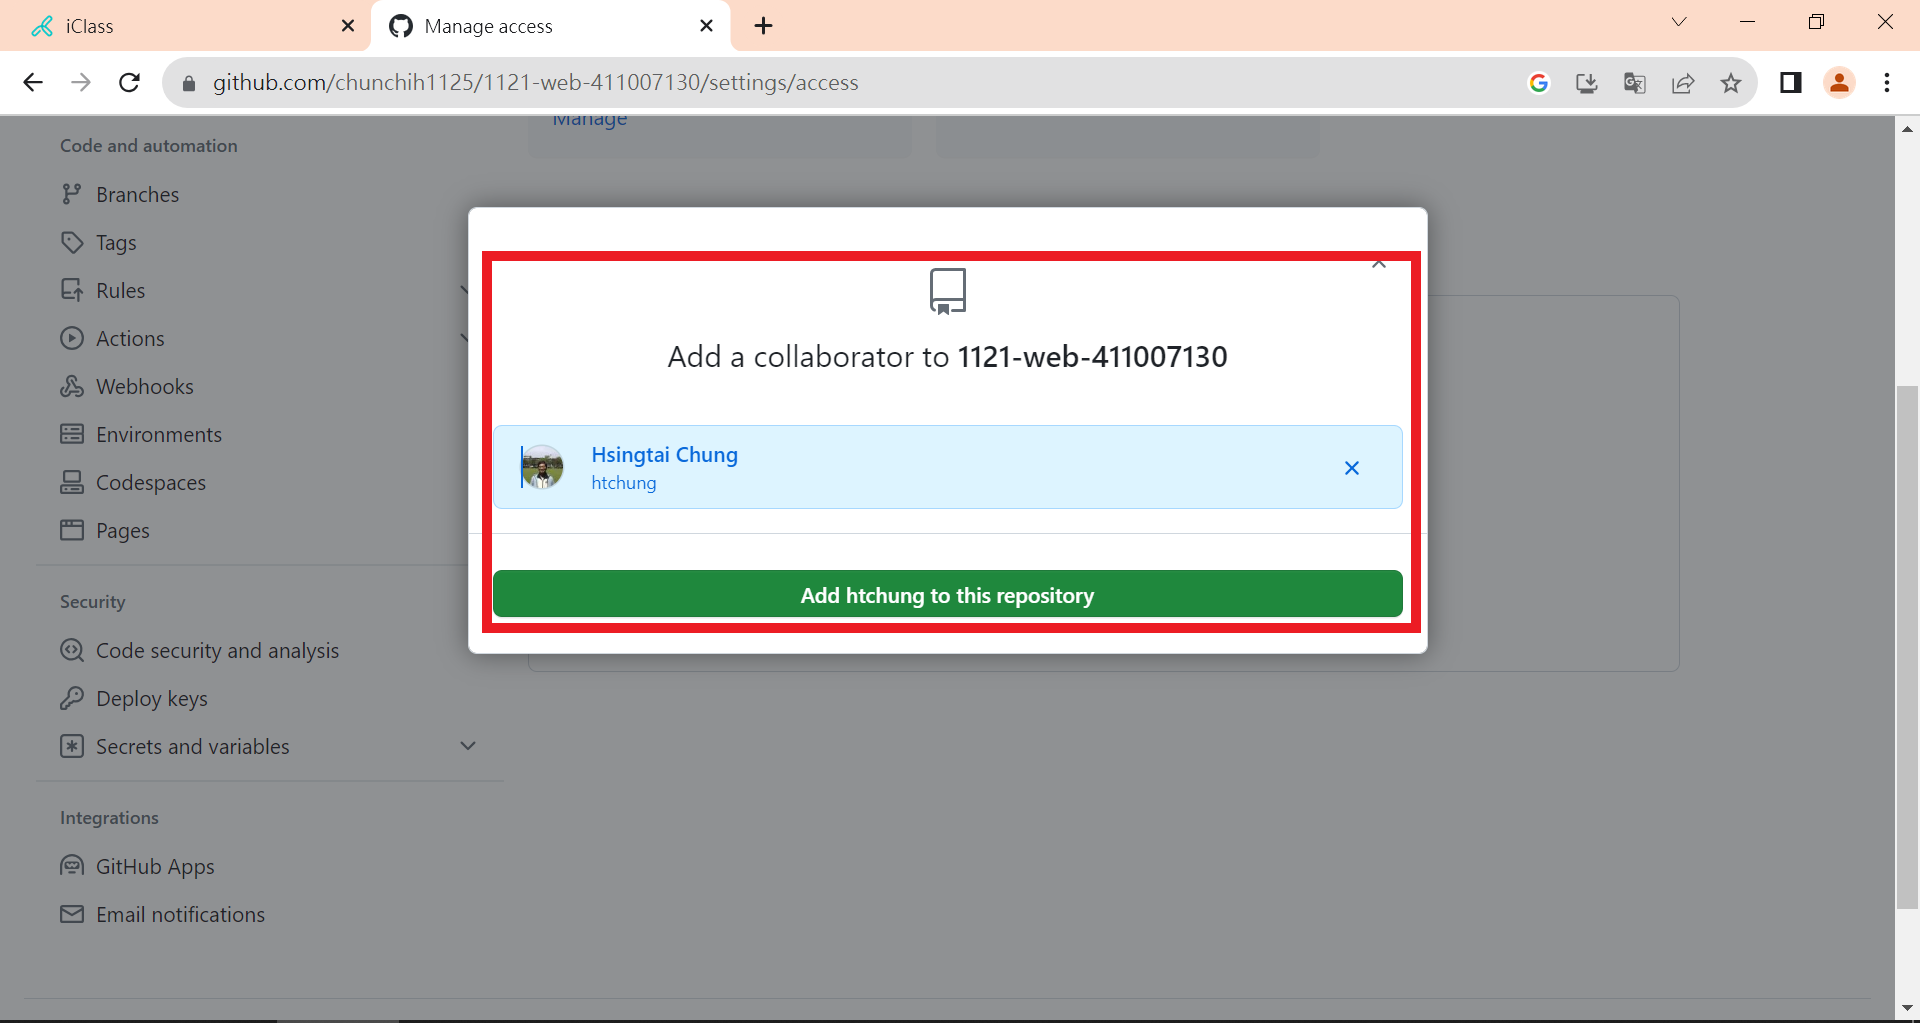 iClass
Manage access
github.com/chunchih1125/1121-web-411007130/settings/access
Manage
Code and automation
Branches
Tags
Rules
Actions
Webhooks
Environments
Codespaces
Pages
Security
Code security and analysis
Deploy keys
Secrets and variables
Integrations
GitHub Apps
Email notifications
Add a collaborator to 1121-web-411007130
Hsingtai Chung
htchung
Add htchung to this repository